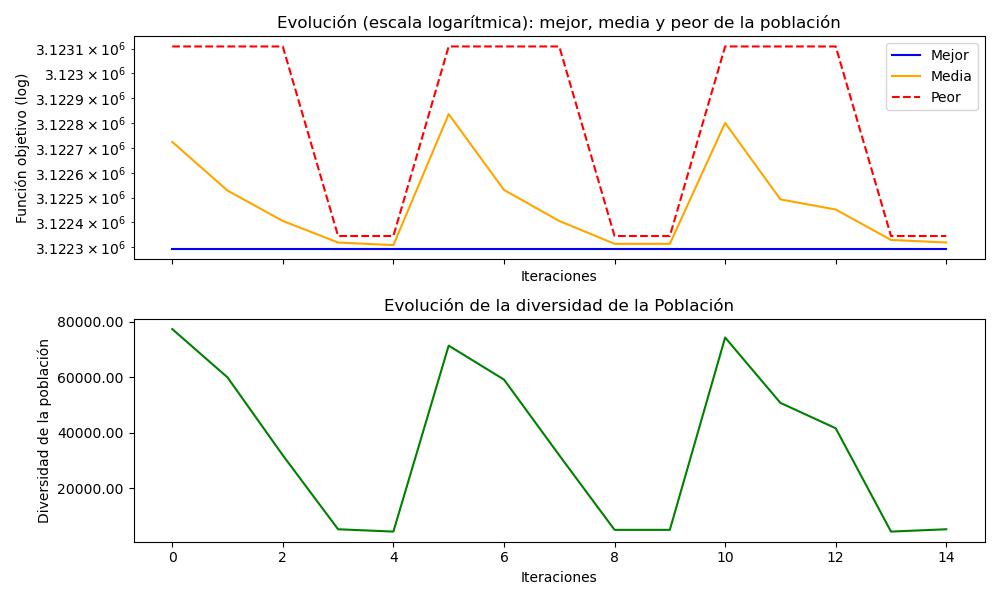 Evolución (escala logarítmica): mejor, media y peor de la población
Función objetivo (log)
3.1231 × 10⁶
3.123 × 10⁶
3.1229 × 10⁶
3.1228 × 10⁶
3.1227 × 10⁶
3.1226 × 10⁶
3.1225 × 10⁶
3.1224 × 10⁶
3.1223 × 10⁶
Mejor
Media
Peor
Iteraciones
Evolución de la diversidad de la Población
Diversidad de la población
80000.00
60000.00
40000.00
20000.00
0 2 4 6 8 10 12 14
Iteraciones